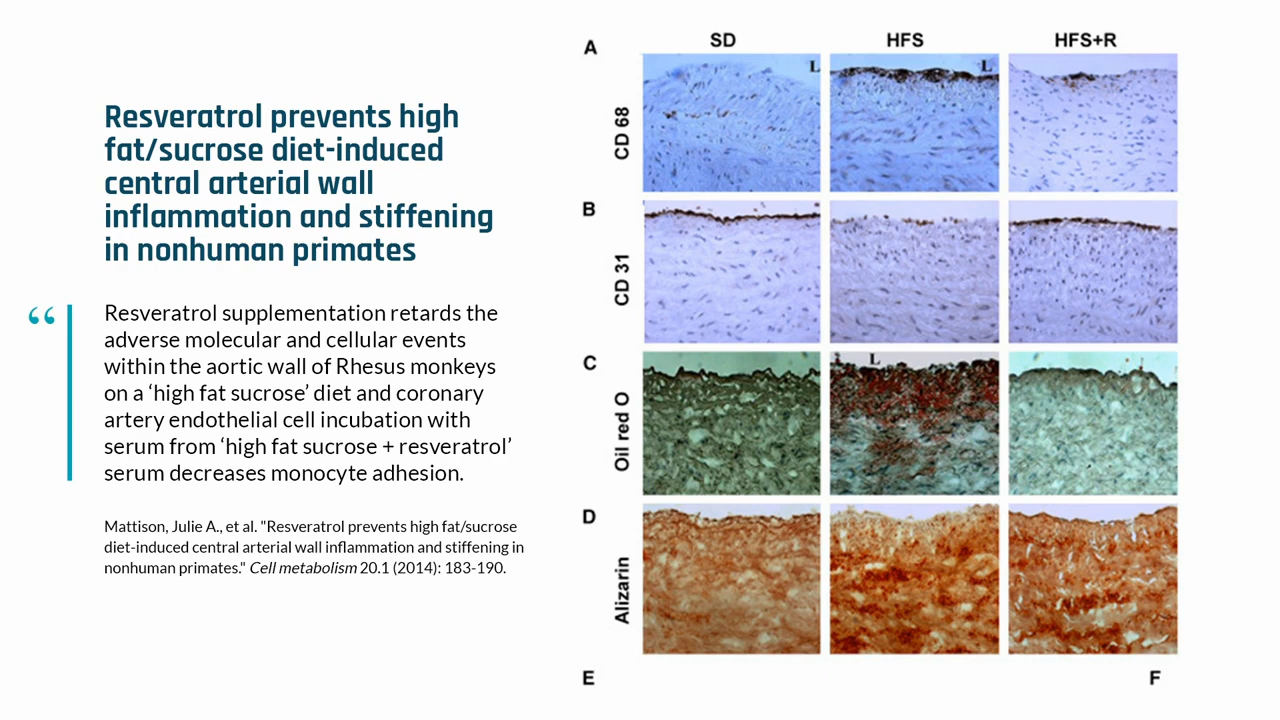 Resveratrol prevents high
fat/sucrose diet-induced
central arterial wall
inflammation and stiffening
in nonhuman primates
“
Resveratrol supplementation retards the
adverse molecular and cellular events
within the aortic wall of Rhesus monkeys
on a ‘high fat sucrose’ diet and coronary
artery endothelial cell incubation with
serum from ‘high fat sucrose + resveratrol’
serum decreases monocyte adhesion.
Mattison, Julie A., et al. "Resveratrol prevents high fat/sucrose
diet-induced central arterial wall inflammation and stiffening in
nonhuman primates." Cell metabolism 20.1 (2014): 183-190.
SD HFS HFS+R
A
L L
CD 68
B
CD 31
C
L
Oil red O
D
Alizarin
E F